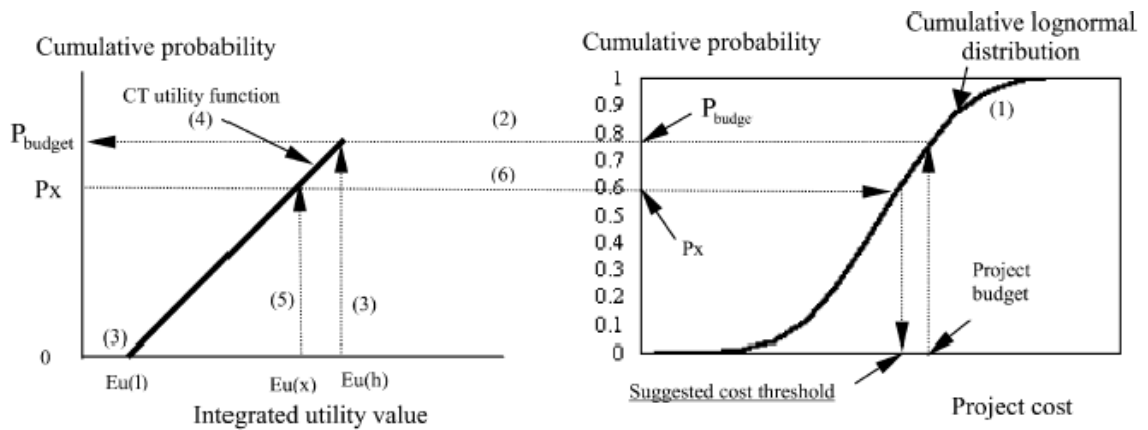 Cumulative probability
CT utility function
(4)
(2)
P budget
Px
(6)
(5)
(3)
(3)
0
Eu(l)
Eu(x)
Eu(h)
Integrated utility value
Cumulative probability
Cumulative lognormal
distribution
1
0.9
0.8
0.7
0.6
0.5
0.4
0.3
0.2
0.1
0
(1)
P budge
Px
Project
budget
Suggested cost threshold
Project cost